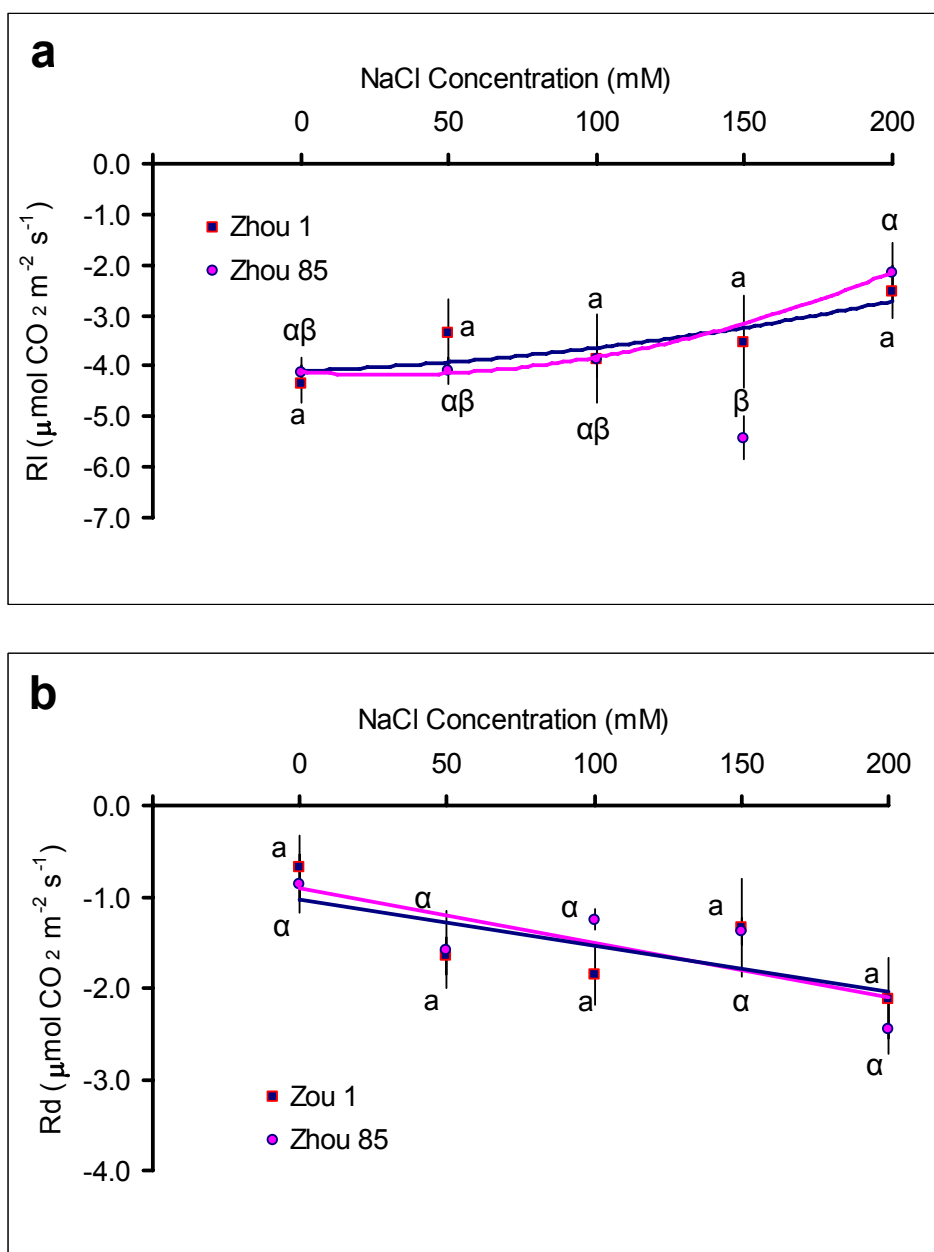 a
NaCl Concentration (mM)
0 50 100 150 200
0.0
-1.0
-2.0
-3.0
-4.0
-5.0
-6.0
-7.0
Rl (μmol CO2 m-2 s-1)
Zhou 1
Zhou 85
αβ
a
a
αβ
a
αβ
a
β
α
a
b
NaCl Concentration (mM)
0 50 100 150 200
0.0
-1.0
-2.0
-3.0
-4.0
Rd (μmol CO2 m-2 s-1)
a
α
α
a
α
a
a
α
a
α
Zou 1
Zhou 85